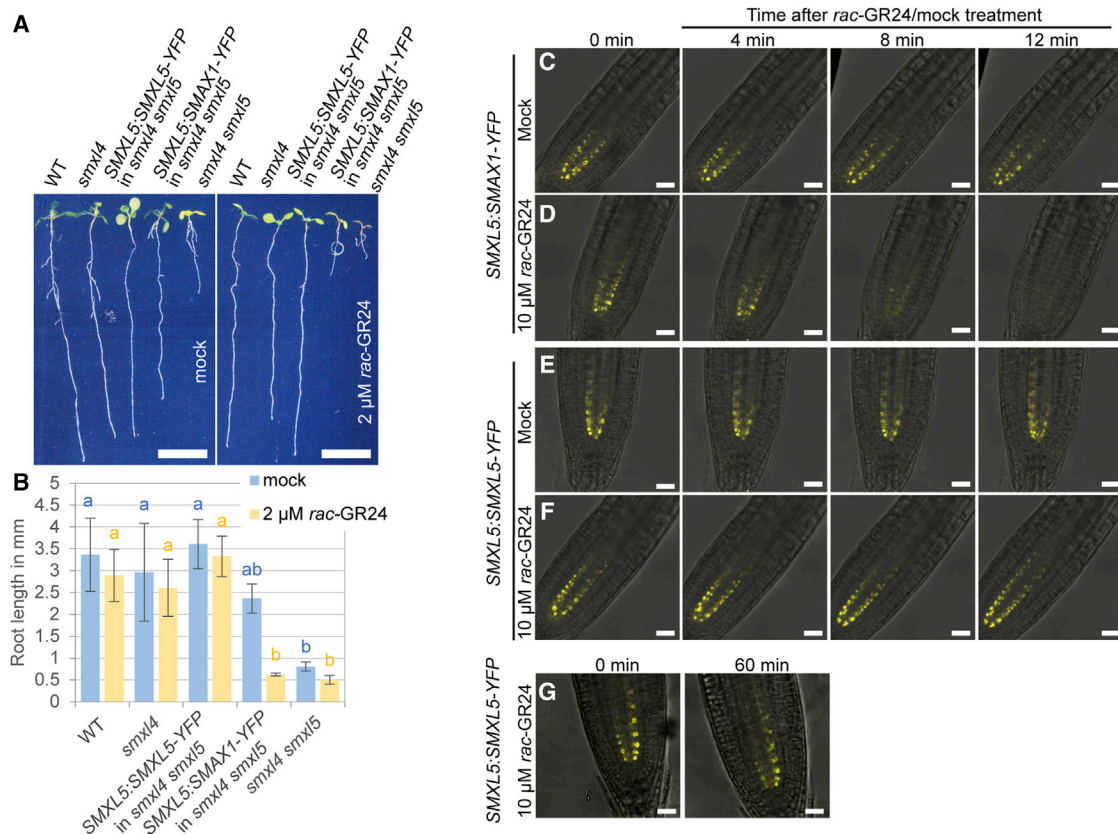 A
WT
smxl4
SMXL5:SMXL5-YFP
in smxl4 smxl5
SMXL5:SMAX1-YFP
in smxl4 smxl5
smxl4 smxl5
WT
smxl4
SMXL5:SMXL5-YFP
in smxl4 smxl5
SMXL5:SMAX1-YFP
in smxl4 smxl5
smxl4 smxl5
mock
2 µM rac-GR24
B
mock
2 µM rac-GR24
Root length in mm
4.5
4
3.5
3
2.5
2
1.5
1
0.5
0
a
a
a
a
a
a
ab
b
b
b
WT
smxl4
SMXL5:SMXL5-YFP
in smxl4 smxl5
SMXL5:SMAX1-YFP
in smxl4 smxl5
smxl4 smxl5
Time after rac-GR24/mock treatment
0 min
4 min
8 min
12 min
SMXL5:SMAX1-YFP
Mock
C
10 µM rac-GR24
D
SMXL5:SMXL5-YFP
Mock
E
10 µM rac-GR24
F
0 min
60 min
SMXL5:SMXL5-YFP
10 µM rac-GR24
G